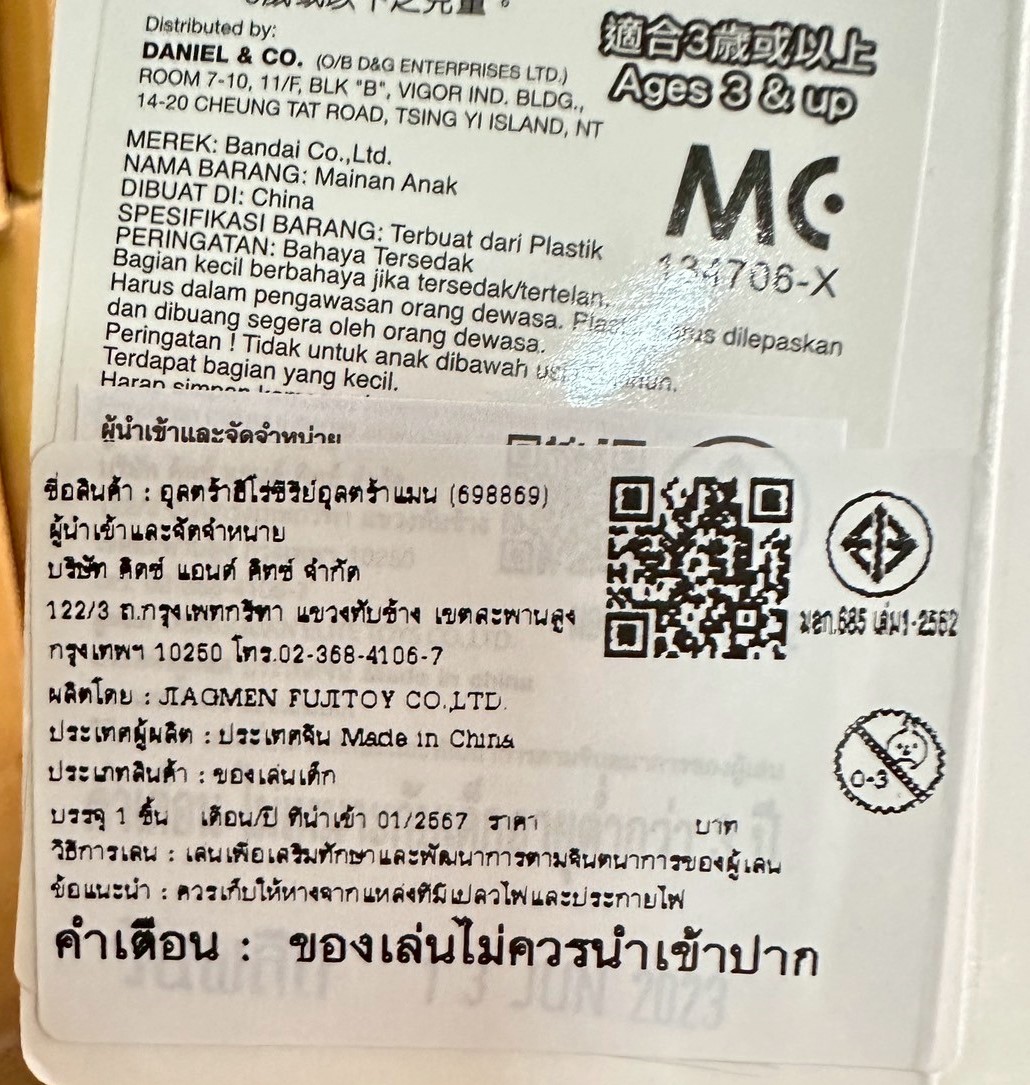 Distributed by:
DANIEL & CO. (O/B D&G ENTERPRISES LTD.)
ROOM 7-10, 11/F, BLK "B", VIGOR IND. BLDG.,
14-20 CHEUNG TAT ROAD, TSING YI ISLAND, NT
適合3歲或以上
Ages 3 & up
MC
134706-X
MEREK: Bandai Co.,Ltd.
NAMA BARANG: Mainan Anak
DIBUAT DI: China
SPESIFIKASI BARANG: Terbuat dari Plastik
PERINGATAN: Bahaya Tersedak
Bagian kecil berbahaya jika tersedak/tertelan.
Harus dalam pengawasan orang dewasa. dilepaskan
dan dibuang segera oleh orang dewasa.
Peringatan ! Tidak untuk anak dibawah
Terdapat bagian yang kecil.
Harap simpan
ผู้นำเข้าและจัดจำหน่าย
ชื่อสินค้า : อุลตร้าฮีโร่ซีรีย์อุลตร้าแมน (698869)
ผู้นำเข้าและจัดจำหน่าย
บริษัท คิดซ์ แอนด์ คิตซ์ จำกัด
122/3 ถ.กรุงเทพกรีฑา แขวงทับช้าง เขตสะพานสูง
กรุงเทพฯ 10250 โทร.02-368-4106-7
ผลิตโดย : JIAGMEN FUJITOY CO.,LTD.
ประเทศผู้ผลิต : ประเทศจีน Made in China
ประเภทสินค้า : ของเล่นเด็ก
บรรจุ 1 ชิ้น เดือน/ปี ที่นำเข้า 01/2567 ราคา บาท
วิธีการเล่น : เล่นเพื่อเสริมทักษาและพัฒนาการตามจินตนาการของผู้เล่น
ข้อแนะนำ : ควรเก็บให้ห่างจากแหล่งที่มีเปลวไฟและประกายไฟ
คำเตือน : ของเล่นไม่ควรนำเข้าปาก
มอก.685 เล่ม1-2562
0-3
13 JUN 2023